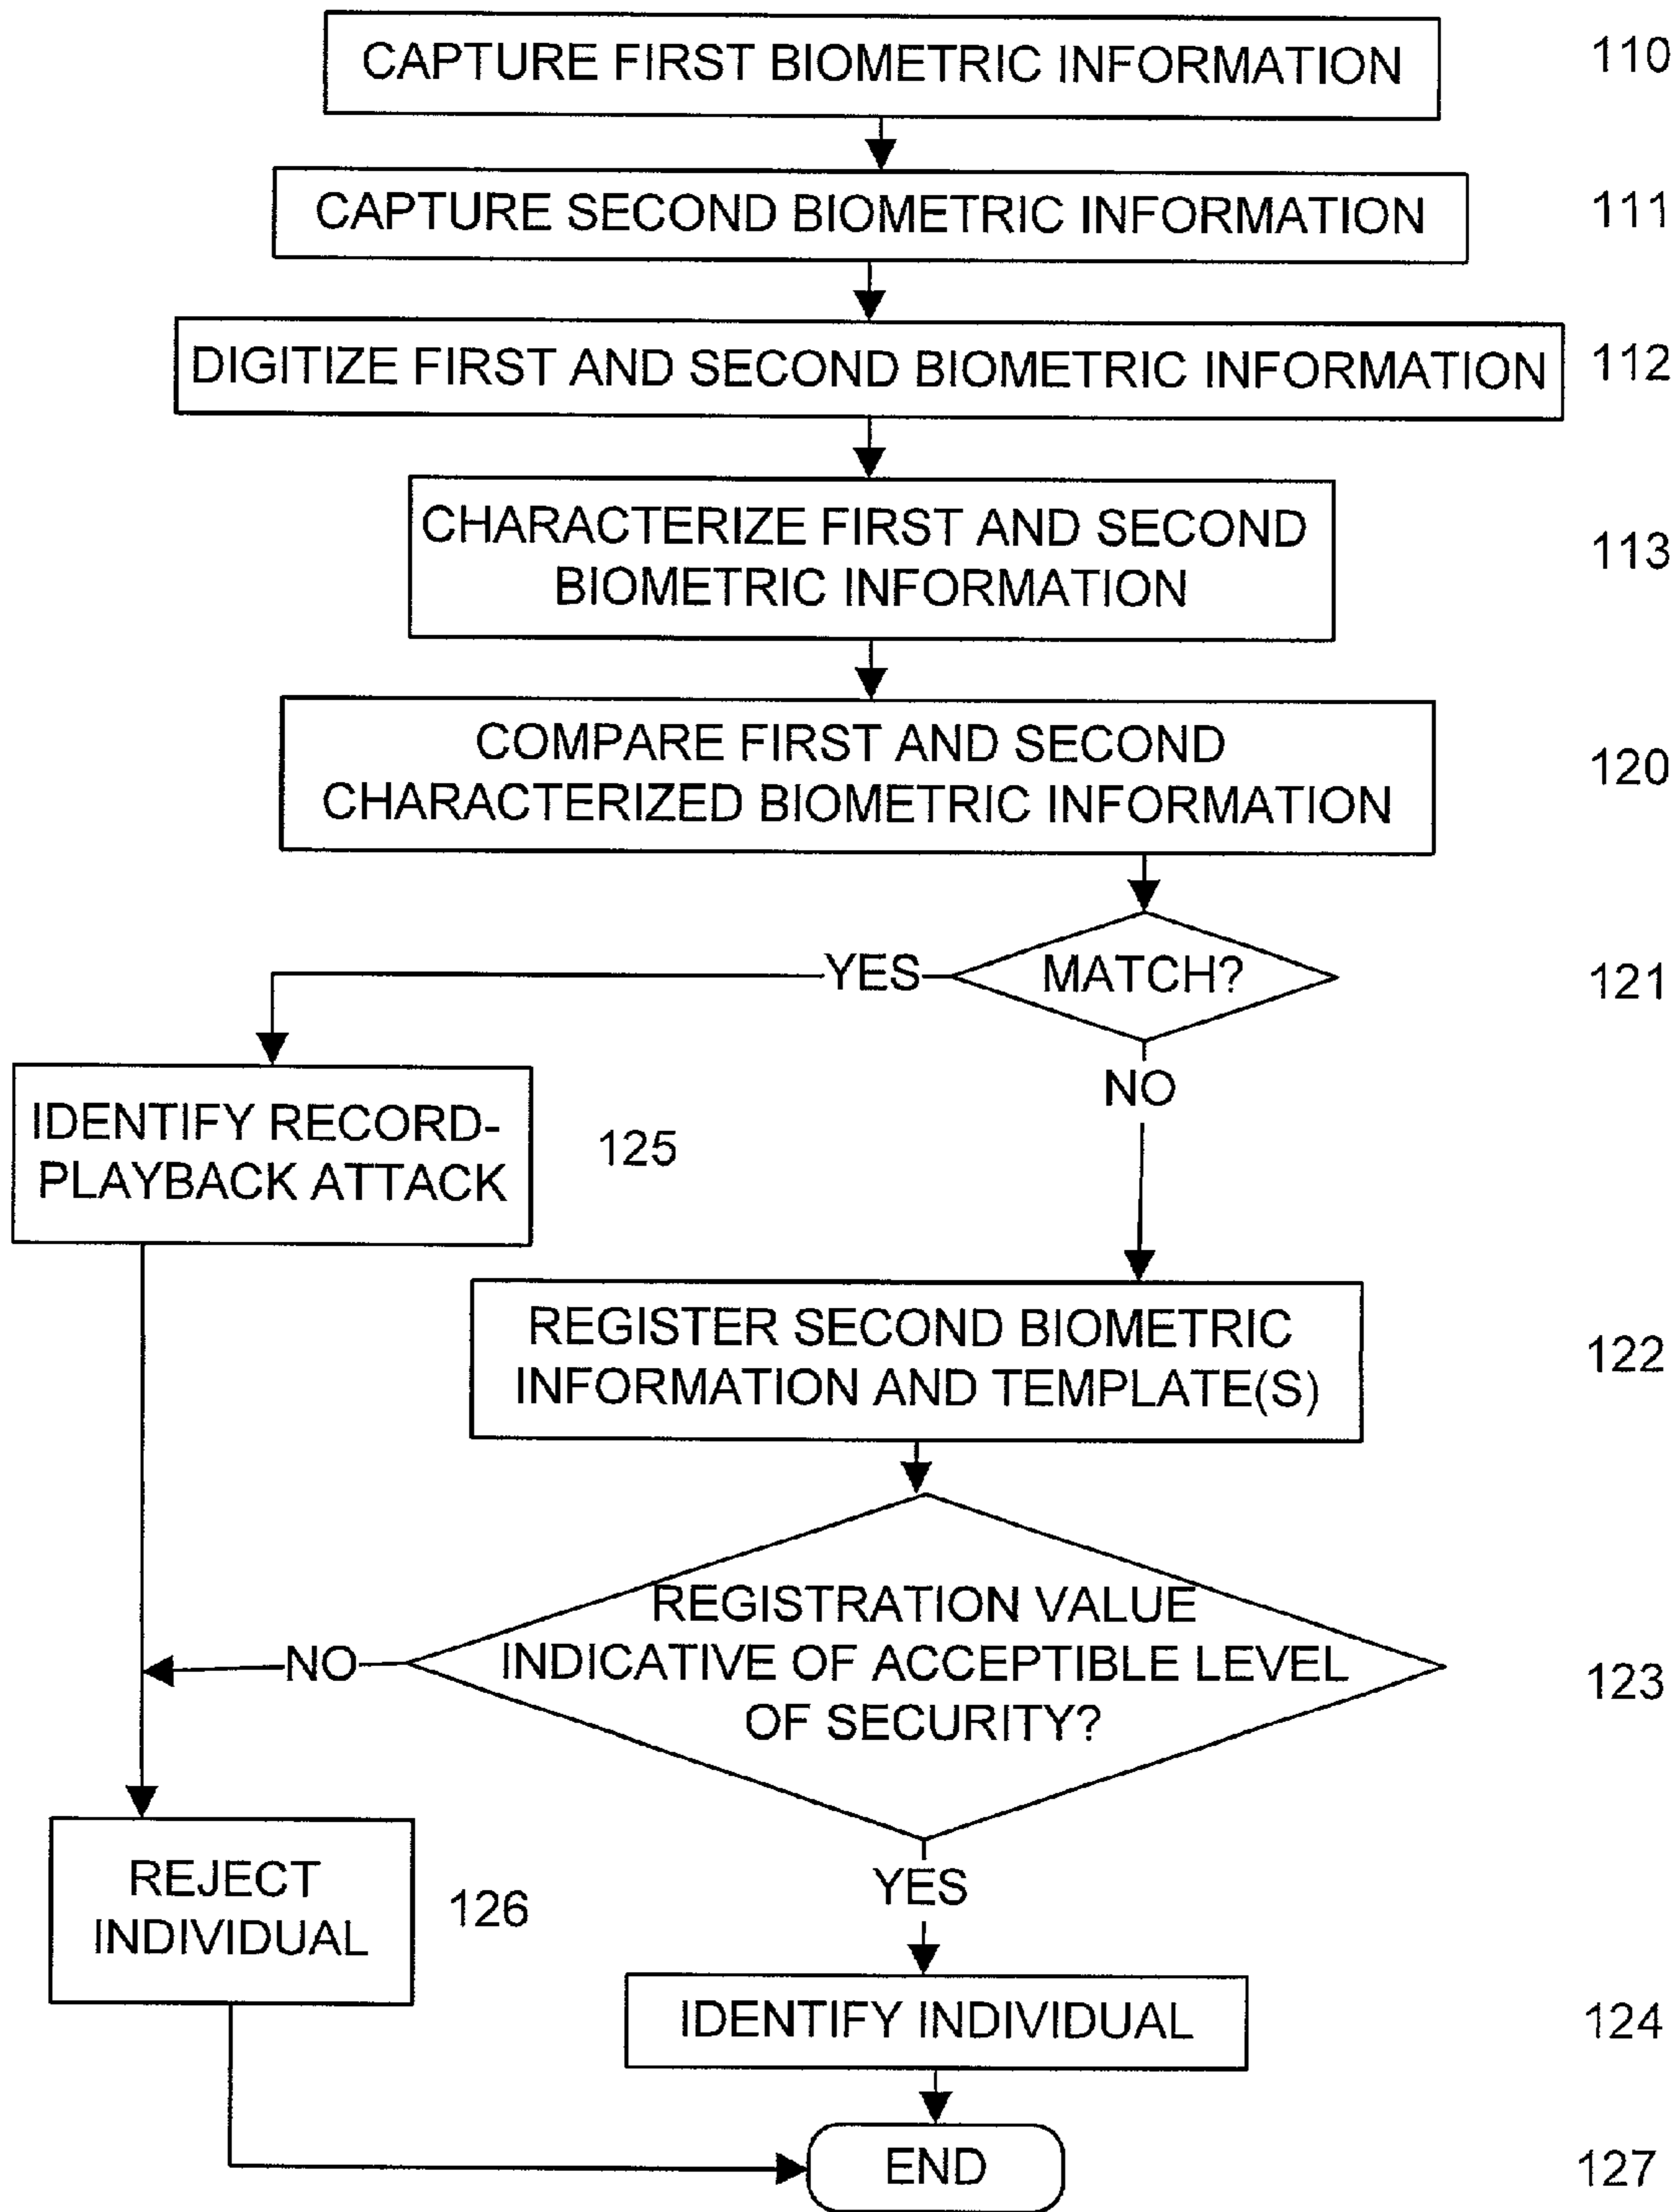 CAPTURE FIRST BIOMETRIC INFORMATION
110
CAPTURE SECOND BIOMETRIC INFORMATION
111
DIGITIZE FIRST AND SECOND BIOMETRIC INFORMATION
112
CHARACTERIZE FIRST AND SECOND
BIOMETRIC INFORMATION
113
COMPARE FIRST AND SECOND
CHARACTERIZED BIOMETRIC INFORMATION
120
YES
MATCH?
121
NO
IDENTIFY RECORD-
PLAYBACK ATTACK
125
REGISTER SECOND BIOMETRIC
INFORMATION AND TEMPLATE(S)
122
REGISTRATION VALUE
INDICATIVE OF ACCEPTIBLE LEVEL
OF SECURITY?
NO
123
YES
REJECT
INDIVIDUAL
126
IDENTIFY INDIVIDUAL
124
END
127